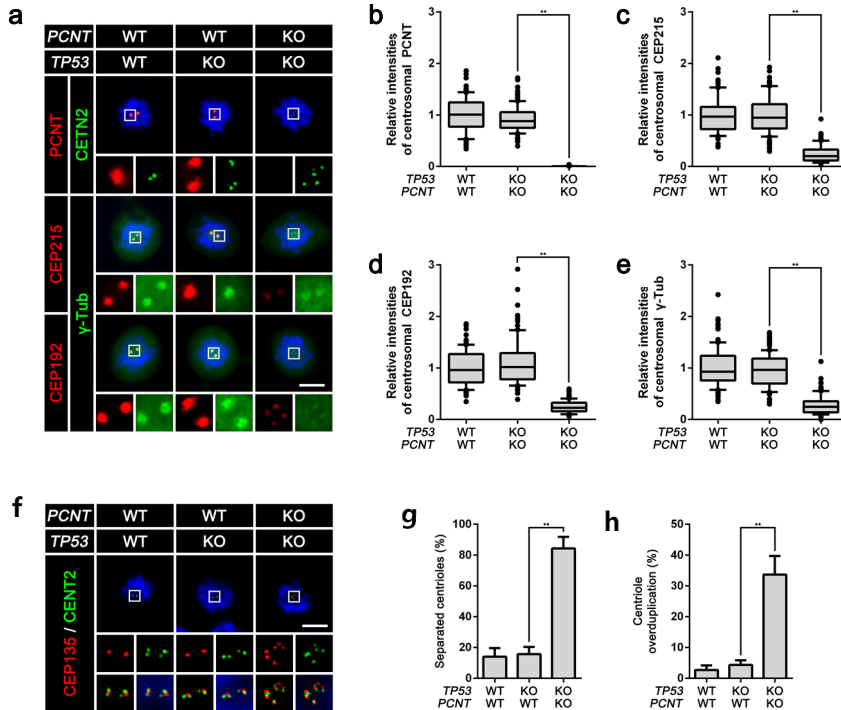 a
PCNT WT WT KO
TP53 WT KO KO
PCNT
CETN2
CEP215
γ-Tub
CEP192
b
Relative intensities
of centrosomal PCNT
3
2
1
0
**
TP53 WT KO KO
PCNT WT KO KO
c
Relative intensities
of centrosomal CEP215
3
2
1
0
**
TP53 WT KO KO
PCNT WT KO KO
d
Relative intensities
of centrosomal CEP192
3
2
1
0
**
TP53 WT KO KO
PCNT WT KO KO
e
Relative intensities
of centrosomal γ-Tub
3
2
1
0
**
TP53 WT KO KO
PCNT WT KO KO
f
PCNT WT WT KO
TP53 WT KO KO
CEP135 / CENT2
g
Separated centrioles (%)
100
80
60
40
20
0
**
TP53 WT KO KO
PCNT WT WT KO
h
Centriole
overduplication (%)
50
40
30
20
10
0
**
TP53 WT KO KO
PCNT WT WT KO